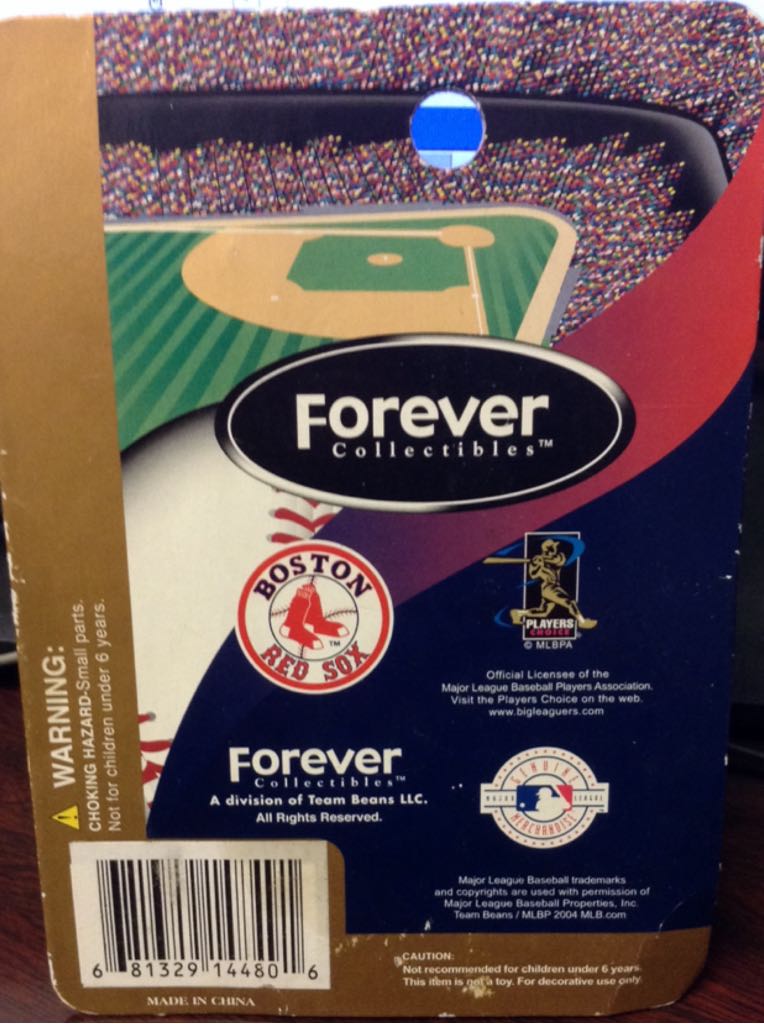 Forever
Collectibles™
BOSTON
RED SOX
™
PLAYERS
CHOICE
© MLBPA
Official Licensee of the
Major League Baseball Players Association.
Visit the Players Choice on the web.
www.bigleaguers.com
WARNING:
CHOKING HAZARD-Small parts.
Not for children under 6 years.
Forever
Collectibles™
A division of Team Beans LLC.
All Rights Reserved.
GENUINE
MAJOR LEAGUE
MERCHANDISE
Major League Baseball trademarks
and copyrights are used with permission of
Major League Baseball Properties, Inc.
Team Beans / MLBP 2004 MLB.com
6 81329 14480 6
MADE IN CHINA
CAUTION:
Not recommended for children under 6 years.
This item is not a toy. For decorative use only